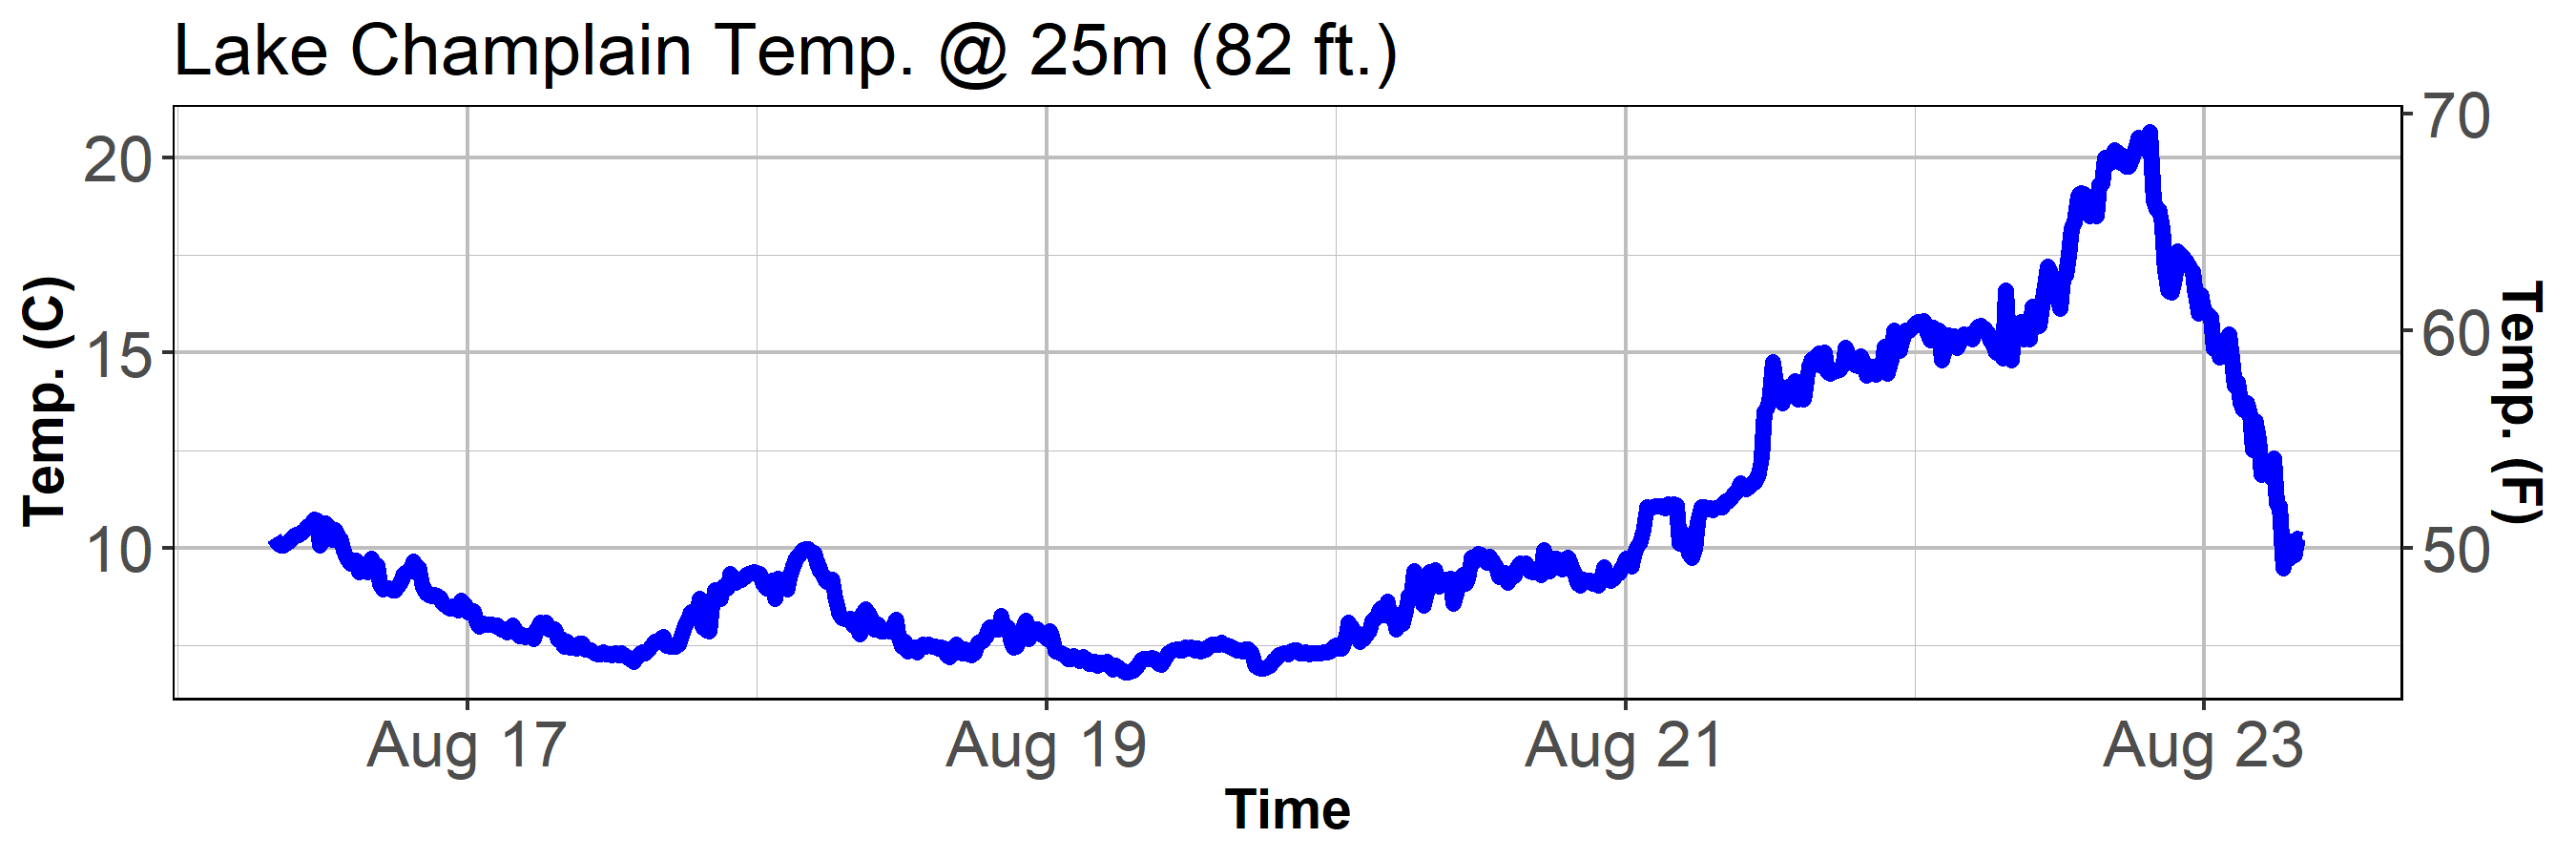 Lake Champlain Temp. @ 25m (82 ft.)
70
20
60
15
50
10
Temp. (C)
Temp. (F)
Aug 17 Aug 19 Aug 21 Aug 23
Time